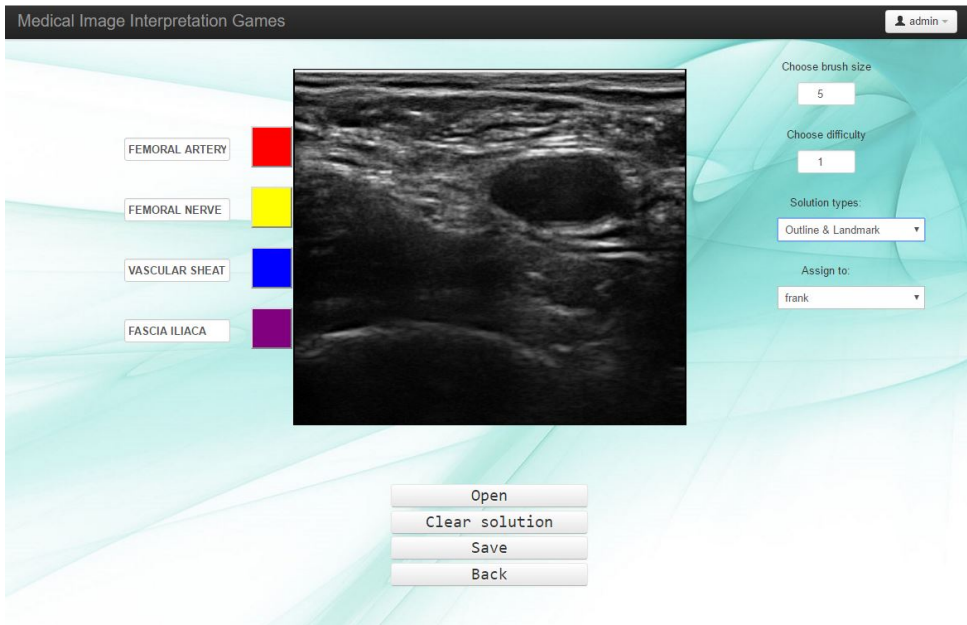 Medical Image Interpretation Games
admin
Choose brush size
5
Choose difficulty
1
FEMORAL ARTERY
FEMORAL NERVE
Solution types:
Outline & Landmark
VASCULAR SHEAT
Assign to:
frank
FASCIA ILIACA
Open
Clear solution
Save
Back